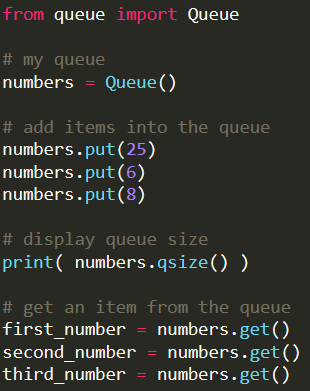 from queue import Queue
# my queue
numbers = Queue()
# add items into the queue
numbers.put(25)
numbers.put(6)
numbers.put(8)
# display queue size
print( numbers.qsize() )
# get an item from the queue
first_number = numbers.get()
second_number = numbers.get()
third_number = numbers.get()